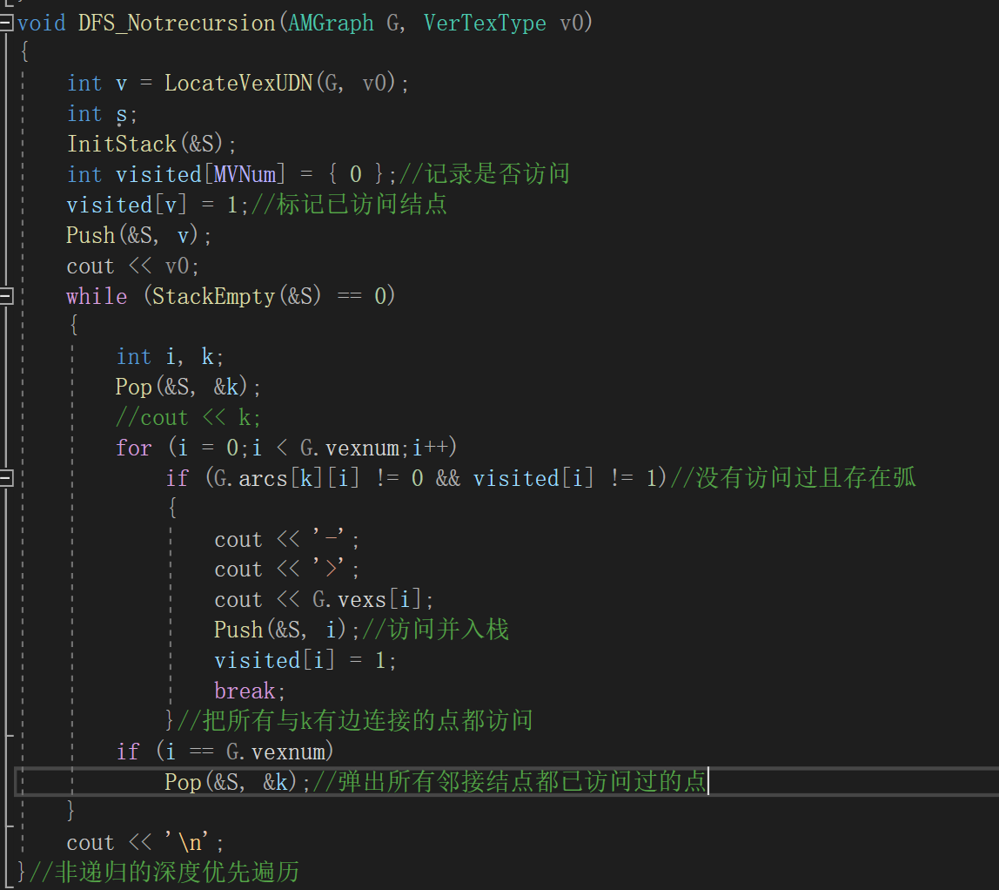 void DFS_Notrecursion(AMGraph G, VerTexType v0)
{
int v = LocateVexUDN(G, v0);
int s;
InitStack(&S);
int visited[MVNum] = { 0 };//记录是否访问
visited[v] = 1;//标记已访问结点
Push(&S, v);
cout << v0;
while (StackEmpty(&S) == 0)
{
int i, k;
Pop(&S, &k);
//cout << k;
for (i = 0;i < G.vexnum;i++)
if (G.arcs[k][i] != 0 && visited[i] != 1)//没有访问过且存在弧
{
cout << '-';
cout << '>';
cout << G.vexs[i];
Push(&S, i);//访问并入栈
visited[i] = 1;
break;
}//把所有与k有边连接的点都访问
if (i == G.vexnum)
Pop(&S, &k);//弹出所有邻接结点都已访问过的点
}
cout << '\n';
}//非递归的深度优先遍历